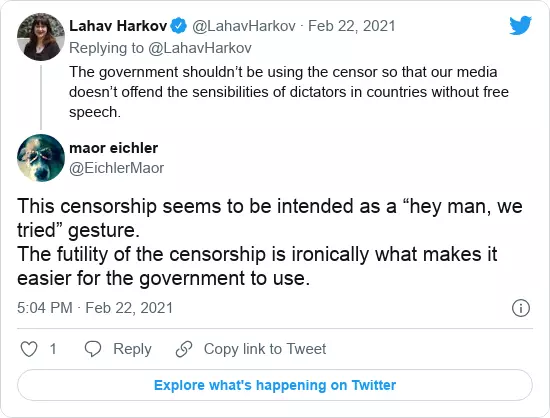 Lahav Harkov @LahavHarkov · Feb 22, 2021
Replying to @LahavHarkov
The government shouldn’t be using the censor so that our media
doesn’t offend the sensibilities of dictators in countries without free
speech.
maor eichler
@EichlerMaor
This censorship seems to be intended as a “hey man, we
tried” gesture.
The futility of the censorship is ironically what makes it
easier for the government to use.
5:04 PM · Feb 22, 2021
1 Reply Copy link to Tweet
Explore what's happening on Twitter